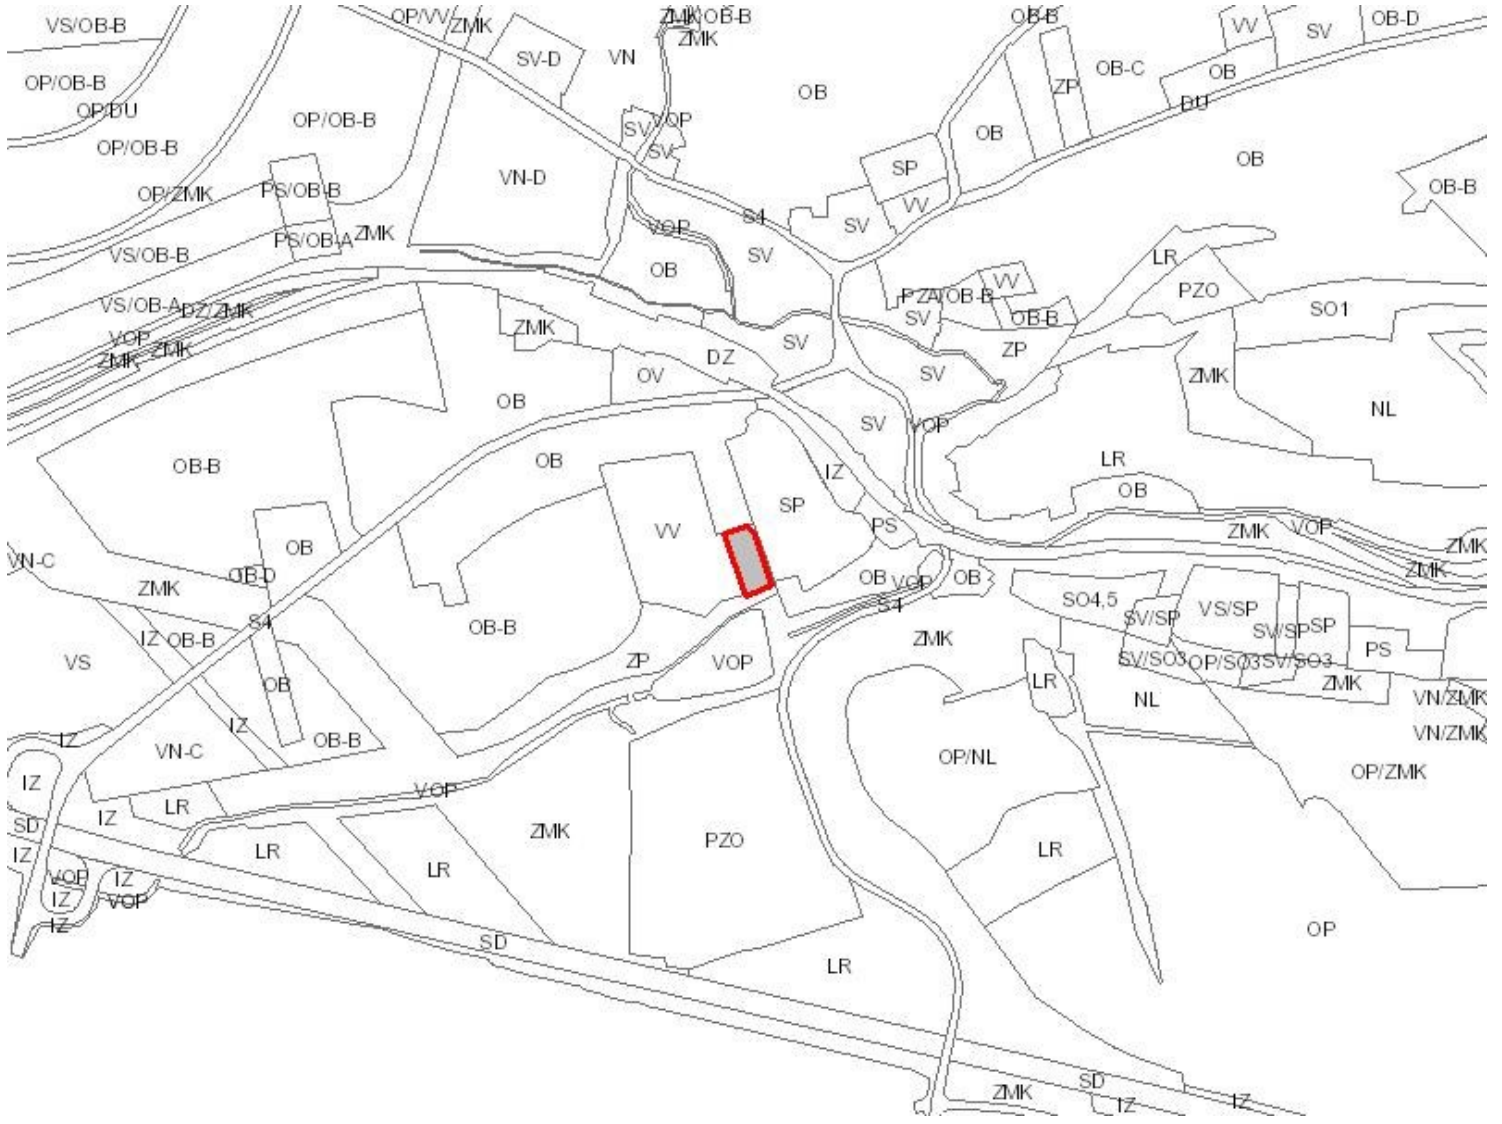 VS/OB-B
OP/VV
ZMK
ZMK
OB-B
VV
SV
OB-D
OB-B
SV-D
VN
ZMK
OB
OB-C
OB
OP/OB-B
ZP
DU
OP/DU
OP/OB-B
SV
VOP
OB
OP/OB-B
SV
OB
SP
OP/ZMK
PS/OB-B
VN-D
OB-B
VV
S4
SV
VOP
PS/OB-A
ZMK
VS/OB-B
OB
SV
LR
VV
PZO
VS/OB-A
DZ/ZMK
PZA/OB-B
SV
OB-B
SO1
VOP
ZMK
ZMK
ZMK
SV
DZ
ZP
OV
SV
ZMK
OB
NL
SV
VOP
OB-B
OB
LR
IZ
OB
SP
PS
VV
ZMK
VOP
ZMK
OB
VN-C
OB-D
ZMK
OB
VOP
OB
ZMK
SO4,5
S4
VS/SP
SV/SP
S4
IZ
OB-B
OB-B
ZMK
SV/SP
SP
PS
VS
ZP
VOP
SV/SO3
OP/SO3
SV/SO3
OB
LR
ZMK
NL
VN/ZMK
IZ
IZ
OB-B
VN-C
VN/ZMK
OP/NL
OP/ZMK
IZ
VOP
LR
IZ
SD
ZMK
PZO
IZ
LR
LR
LR
VOP
IZ
IZ
VOP
IZ
SD
OP
LR
SD
ZMK
IZ
IZ